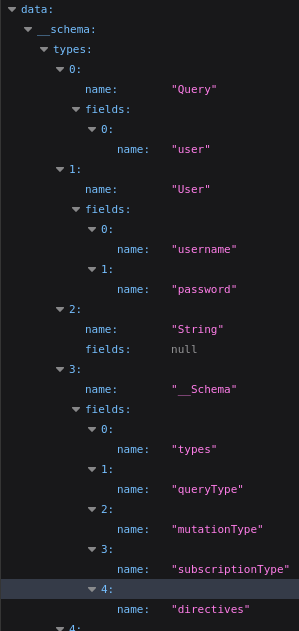 data:
__schema:
types:
0:
name: "Query"
fields:
0:
name: "user"
1:
name: "User"
fields:
0:
name: "username"
1:
name: "password"
2:
name: "String"
fields: null
3:
name: "__Schema"
fields:
0:
name: "types"
1:
name: "queryType"
2:
name: "mutationType"
3:
name: "subscriptionType"
4:
name: "directives"
4: